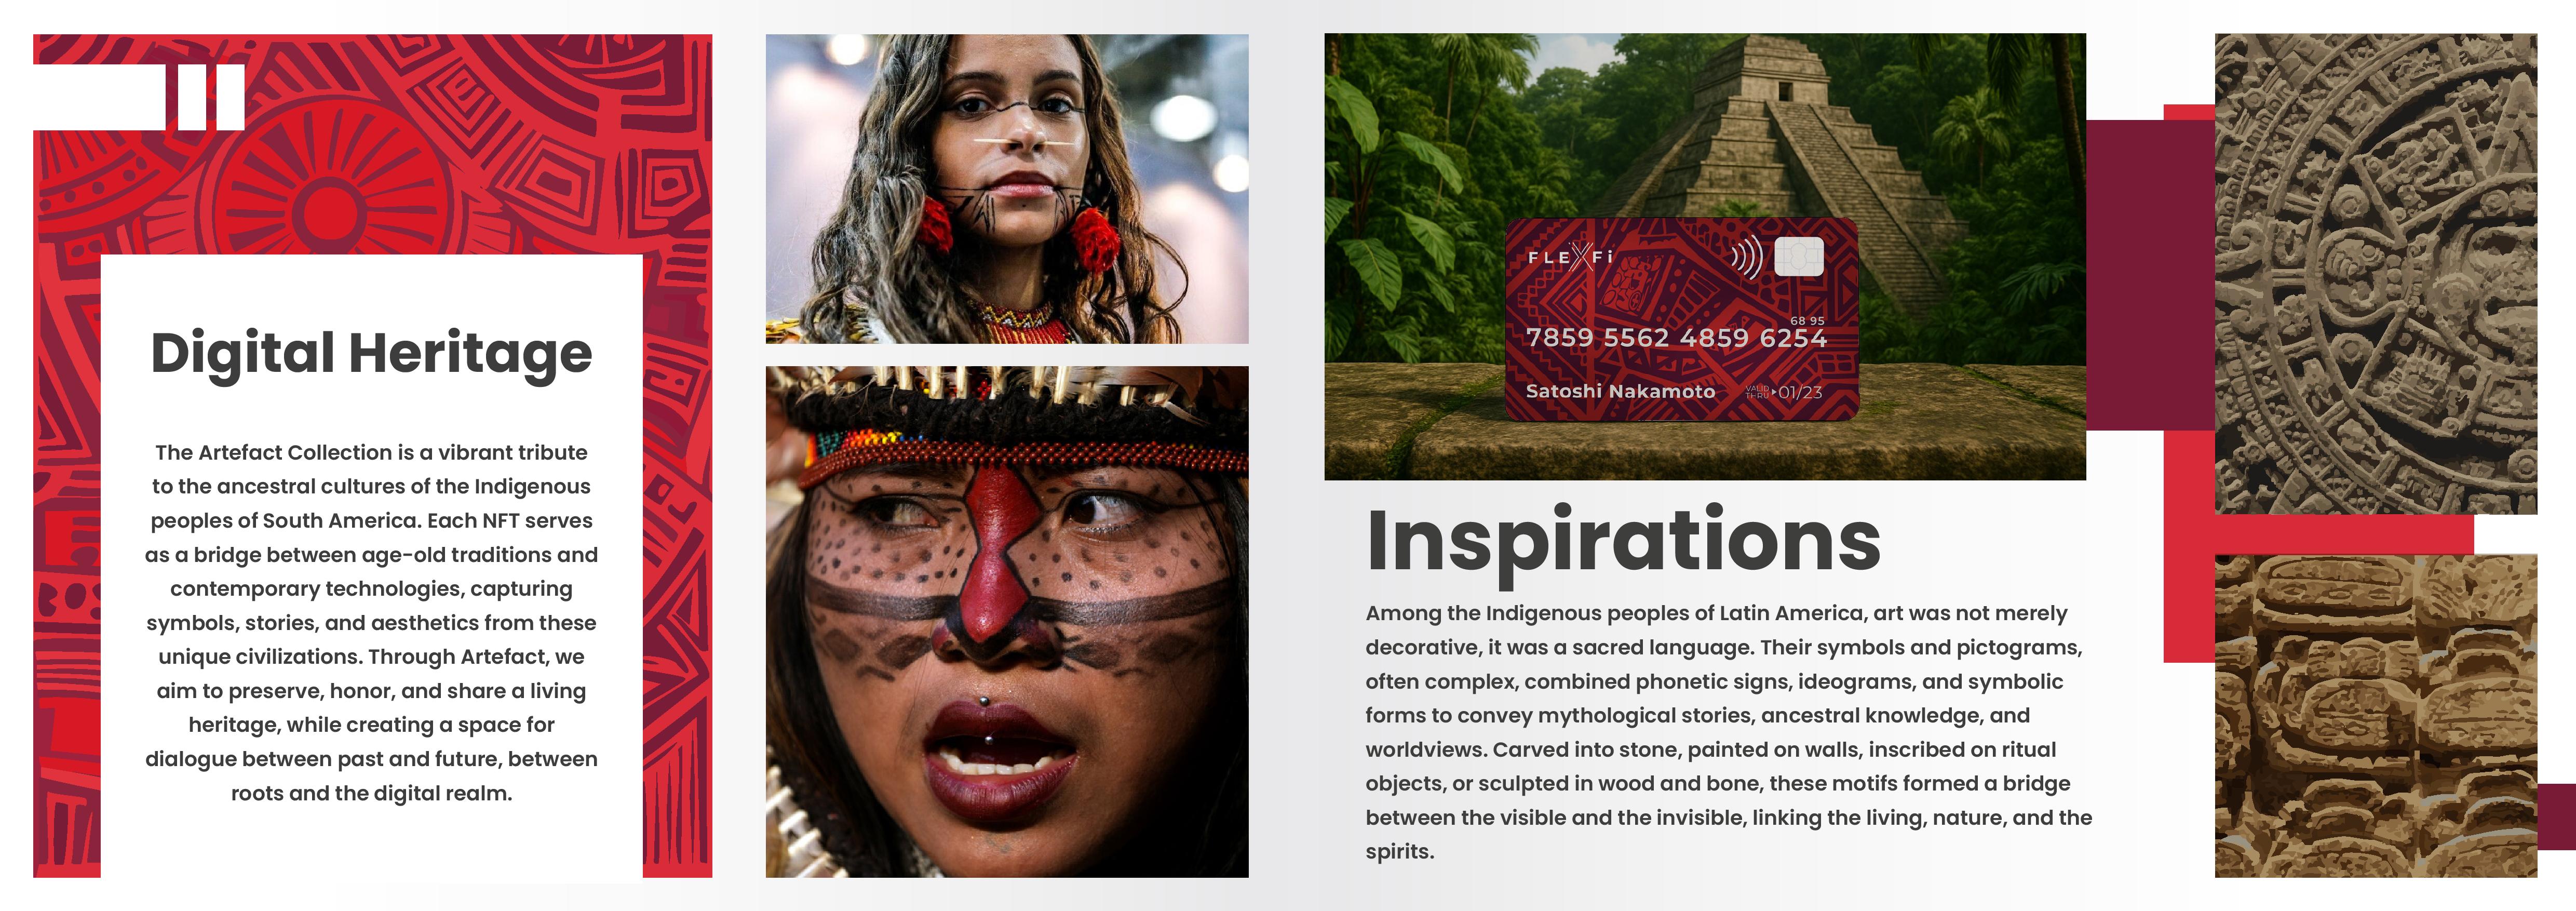 Digital Heritage
The Artefact Collection is a vibrant tribute
to the ancestral cultures of the Indigenous
peoples of South America. Each NFT serves
as a bridge between age-old traditions and
contemporary technologies, capturing
symbols, stories, and aesthetics from these
unique civilizations. Through Artefact, we
aim to preserve, honor, and share a living
heritage, while creating a space for
dialogue between past and future, between
roots and the digital realm.
FLEXFi
68 95
7859 5562 4859 6254
Satoshi Nakamoto
VALID
THRU
01/23
Inspirations
Among the Indigenous peoples of Latin America, art was not merely
decorative, it was a sacred language. Their symbols and pictograms,
often complex, combined phonetic signs, ideograms, and symbolic
forms to convey mythological stories, ancestral knowledge, and
worldviews. Carved into stone, painted on walls, inscribed on ritual
objects, or sculpted in wood and bone, these motifs formed a bridge
between the visible and the invisible, linking the living, nature, and the
spirits.